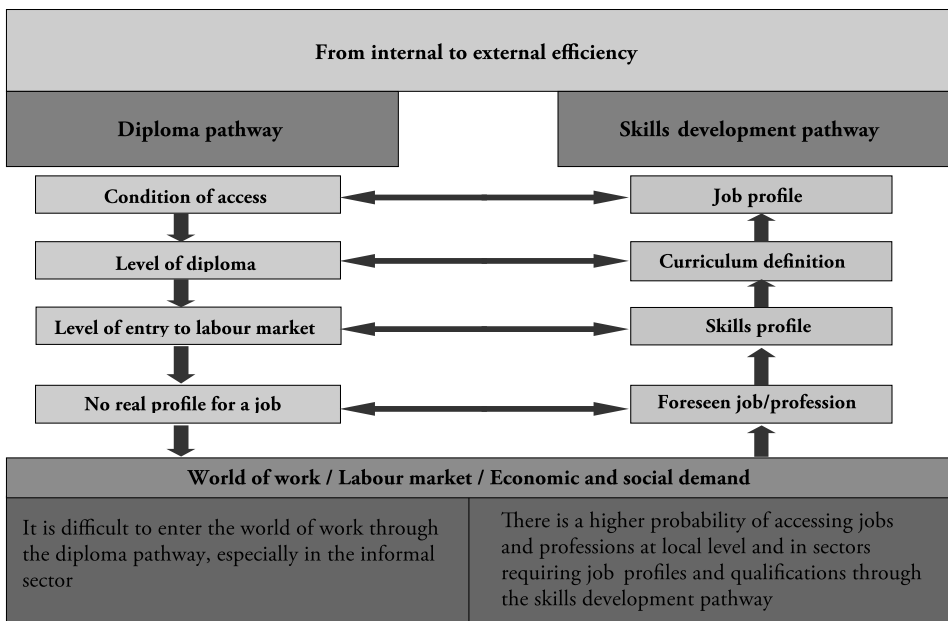 From internal to external efficiency
Diploma pathway
Skills development pathway
Condition of access
Job profile
Level of diploma
Curriculum definition
Level of entry to labour market
Skills profile
No real profile for a job
Foreseen job/profession
World of work / Labour market / Economic and social demand
It is difficult to enter the world of work through
the diploma pathway, especially in the informal
sector
There is a higher probability of accessing jobs
and professions at local level and in sectors
requiring job profiles and qualifications through
the skills development pathway